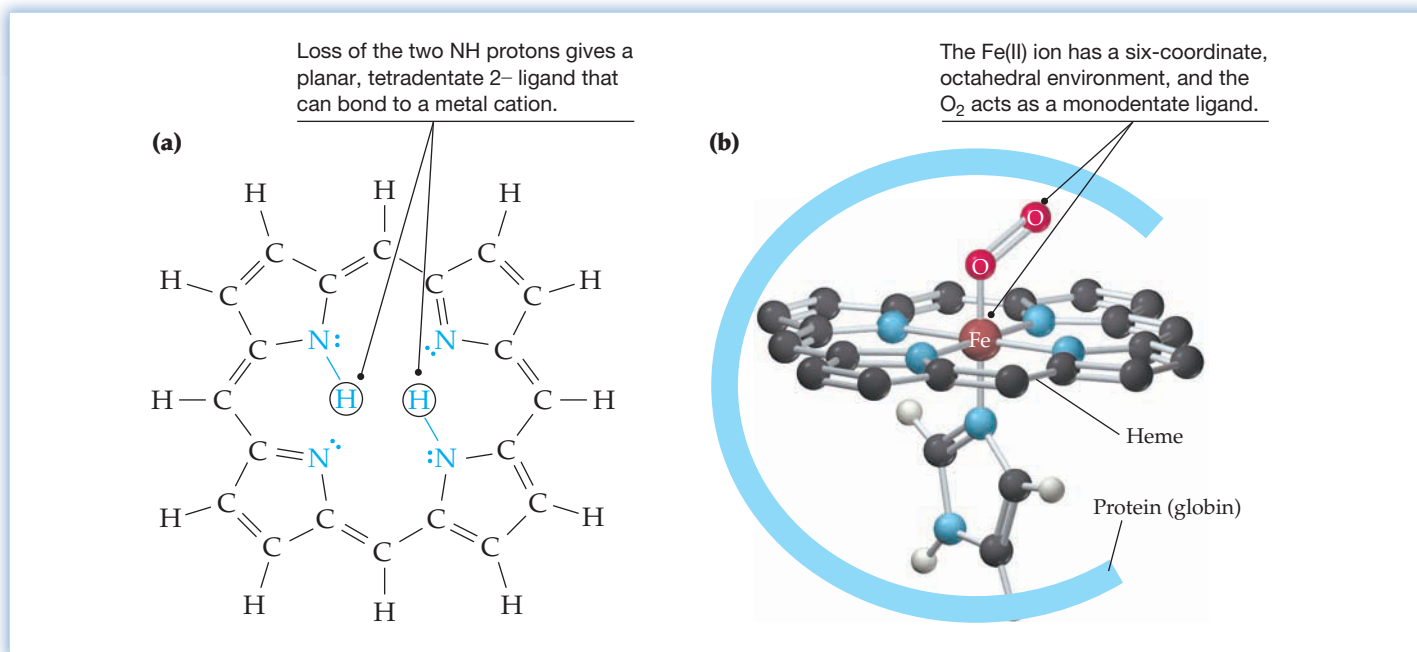 Loss of the two NH protons gives a
planar, tetradentate 2– ligand that
can bond to a metal cation.
The Fe(II) ion has a six-coordinate,
octahedral environment, and the
O₂ acts as a monodentate ligand.
(a)
H H H
C C C
H C C C C H
N: :N
C C
H H
H — C C — H
N: :N
C C
H C C C C H
C C C
H H H
(b)
O
O
Fe
Heme
Protein (globin)